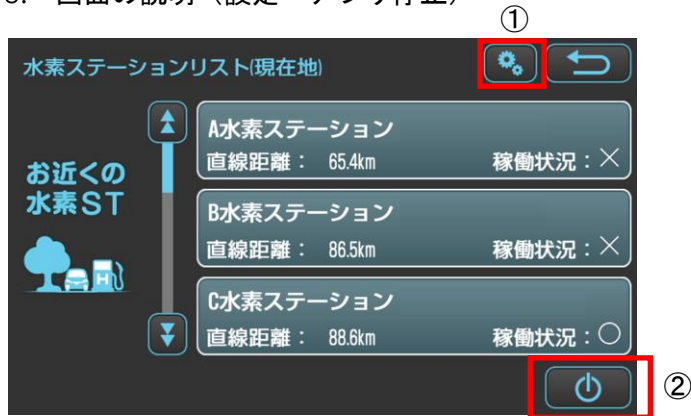 ①
水素ステーションリスト(現在地)
お近くの
水素ST
A水素ステーション
直線距離： 65.4km 稼働状況：×
B水素ステーション
直線距離： 86.5km 稼働状況：×
C水素ステーション
直線距離： 88.6km 稼働状況：○
H
②